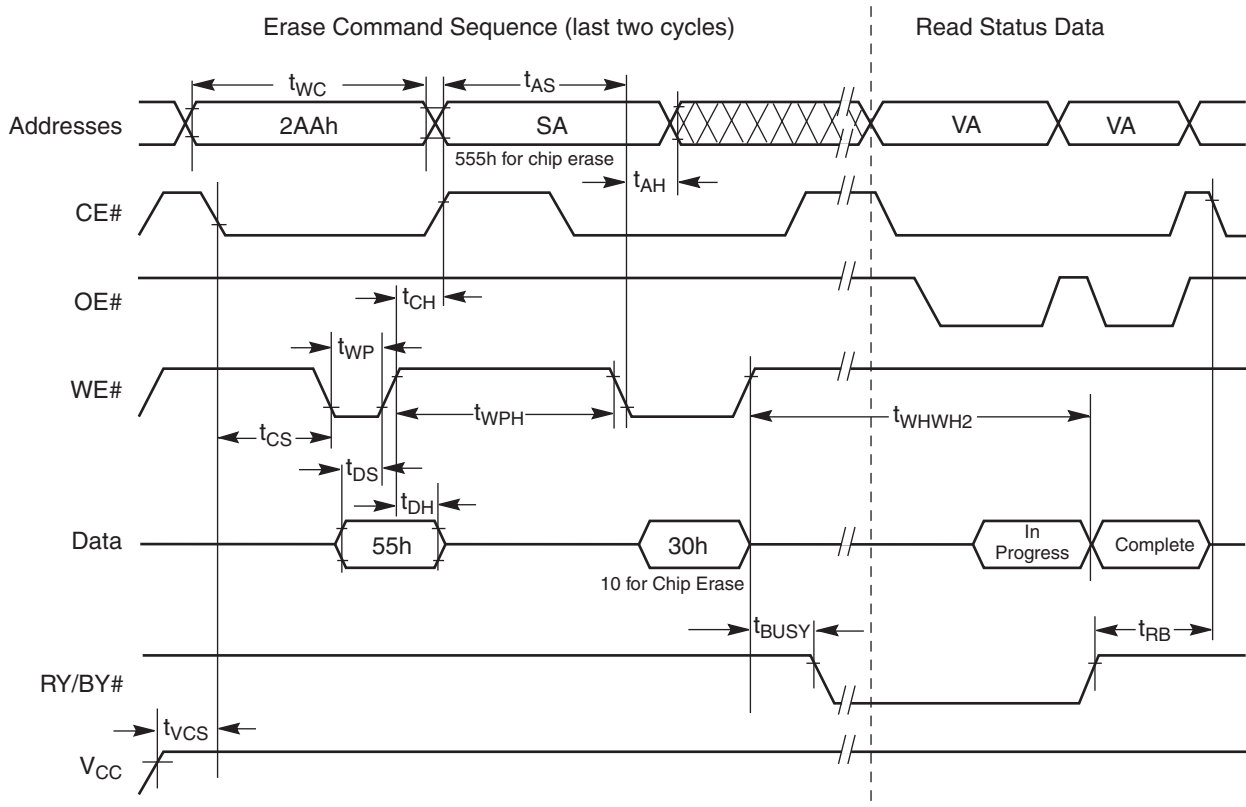 Erase Command Sequence (last two cycles)
Read Status Data
tWC
tAS
Addresses
2AAh
SA
VA
VA
555h for chip erase
tAH
CE#
OE#
tCH
tWP
WE#
tWPH
tWHWH2
tCS
tDS
tDH
Data
55h
30h
In
Progress
Complete
10 for Chip Erase
tBUSY
tRB
RY/BY#
tVCS
VCC